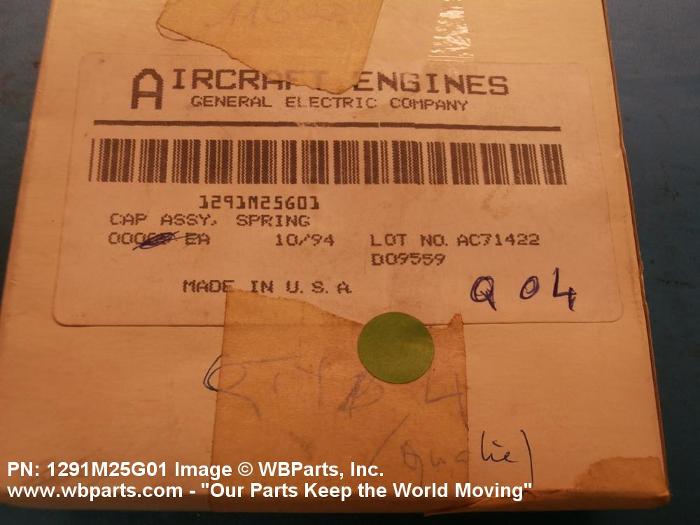 AIRCRAFT ENGINES
GENERAL ELECTRIC COMPANY
1291M25G01
CAP ASSY, SPRING
EA 10/94 LOT NO. AC71422
D09559
MADE IN U.S.A
Q 04
PN: 1291M25G01 Image © WBParts, Inc.
www.wbparts.com - "Our Parts Keep the World Moving"